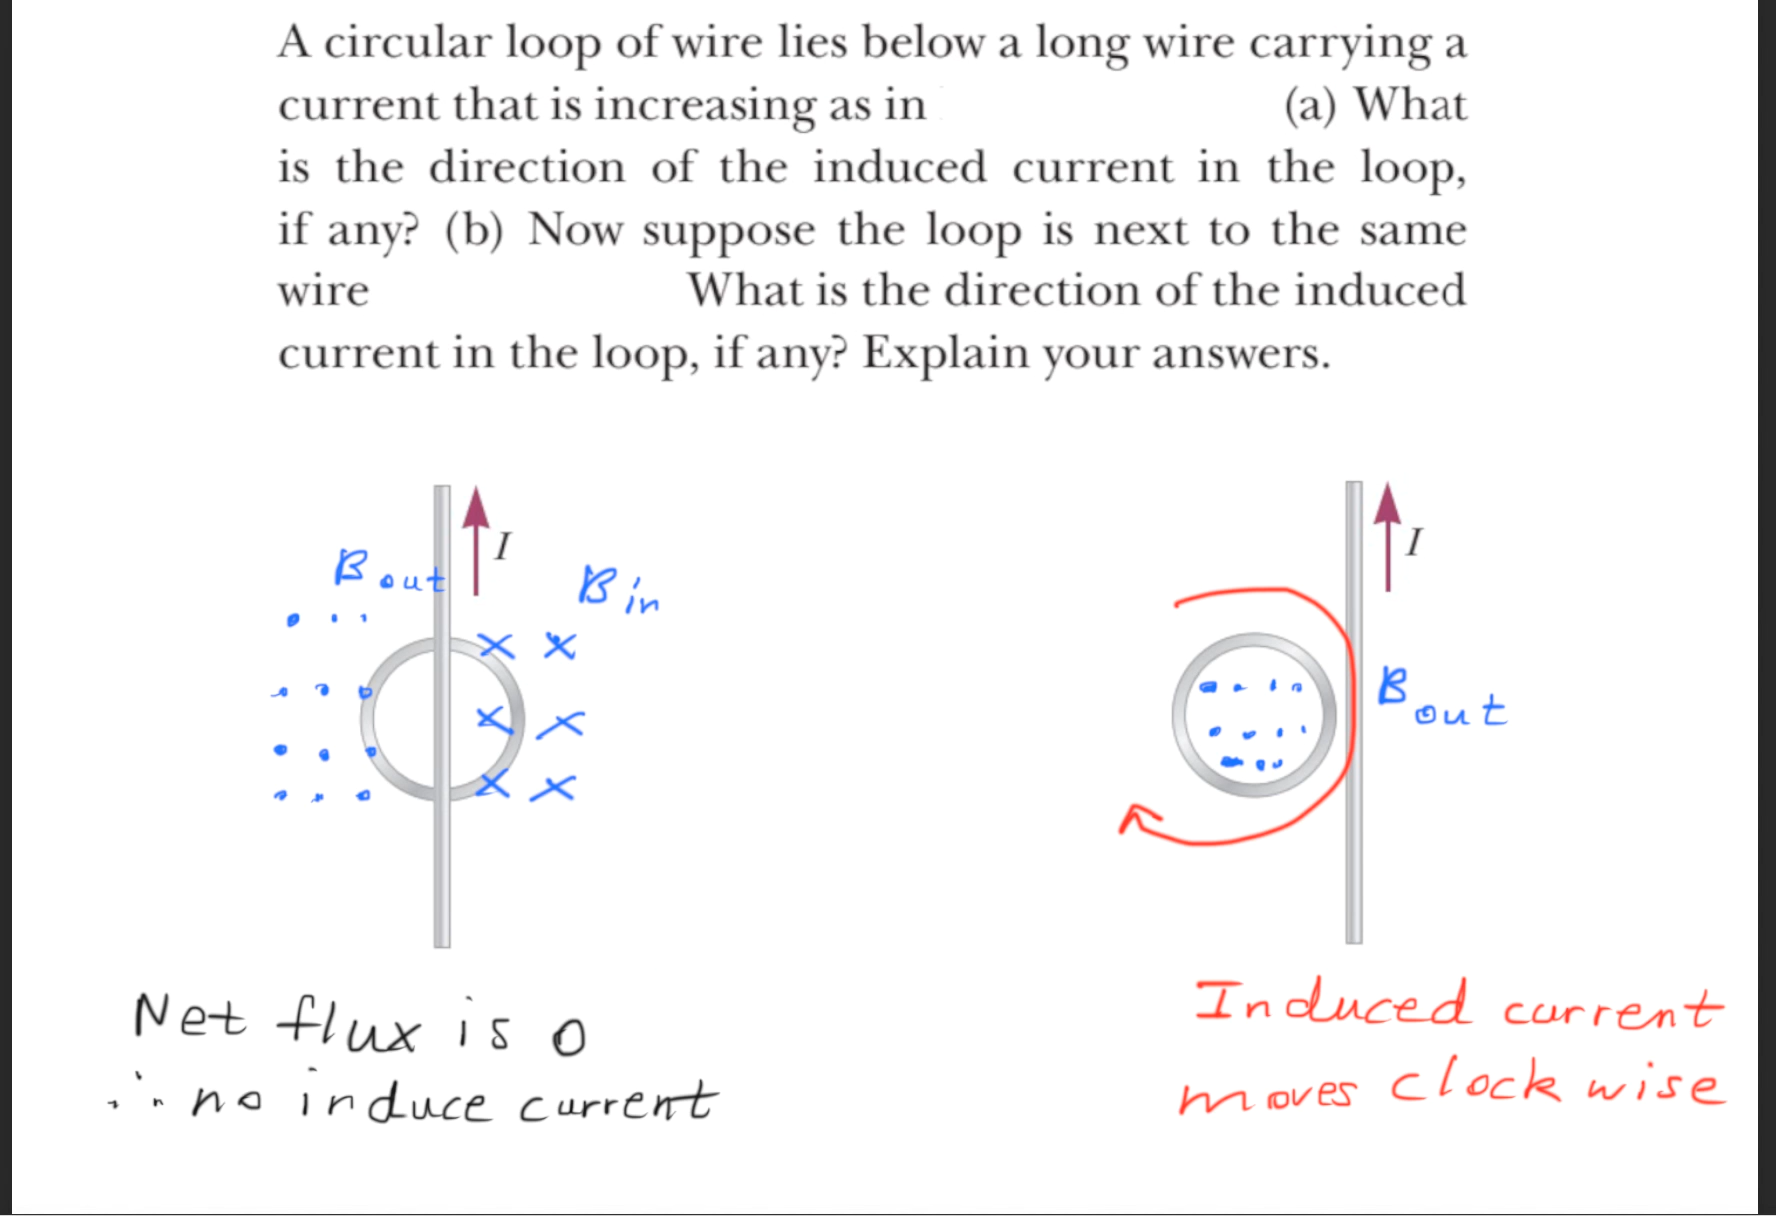 A circular loop of wire lies below a long wire carrying a
current that is increasing as in (a) What
is the direction of the induced current in the loop,
if any? (b) Now suppose the loop is next to the same
wire What is the direction of the induced
current in the loop, if any? Explain your answers.
I
B out
B in
I
B out
Net flux is 0
∴ no induce current
Induced current
moves clockwise